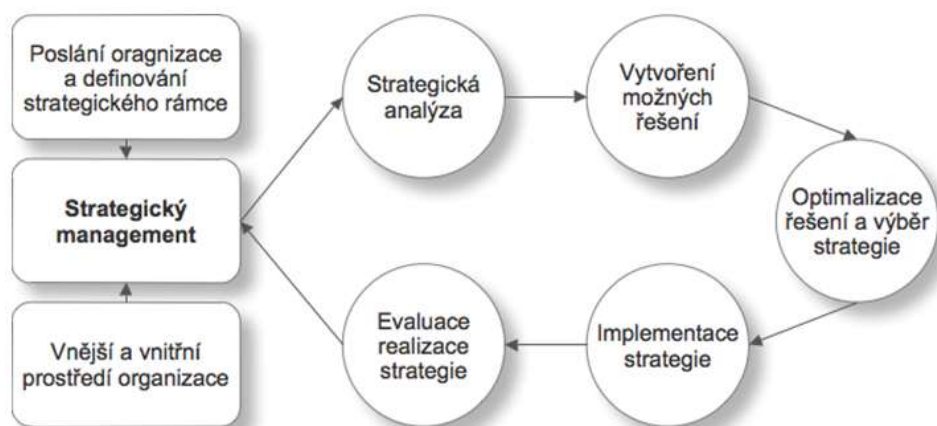 Poslání oragnizace
a definování
strategického rámce
Strategický
management
Vnější a vnitřní
prostředí organizace
Strategická
analýza
Vytvoření
možných
řešení
Optimalizace
řešení a výběr
strategie
Implementace
strategie
Evaluace
realizace
strategie